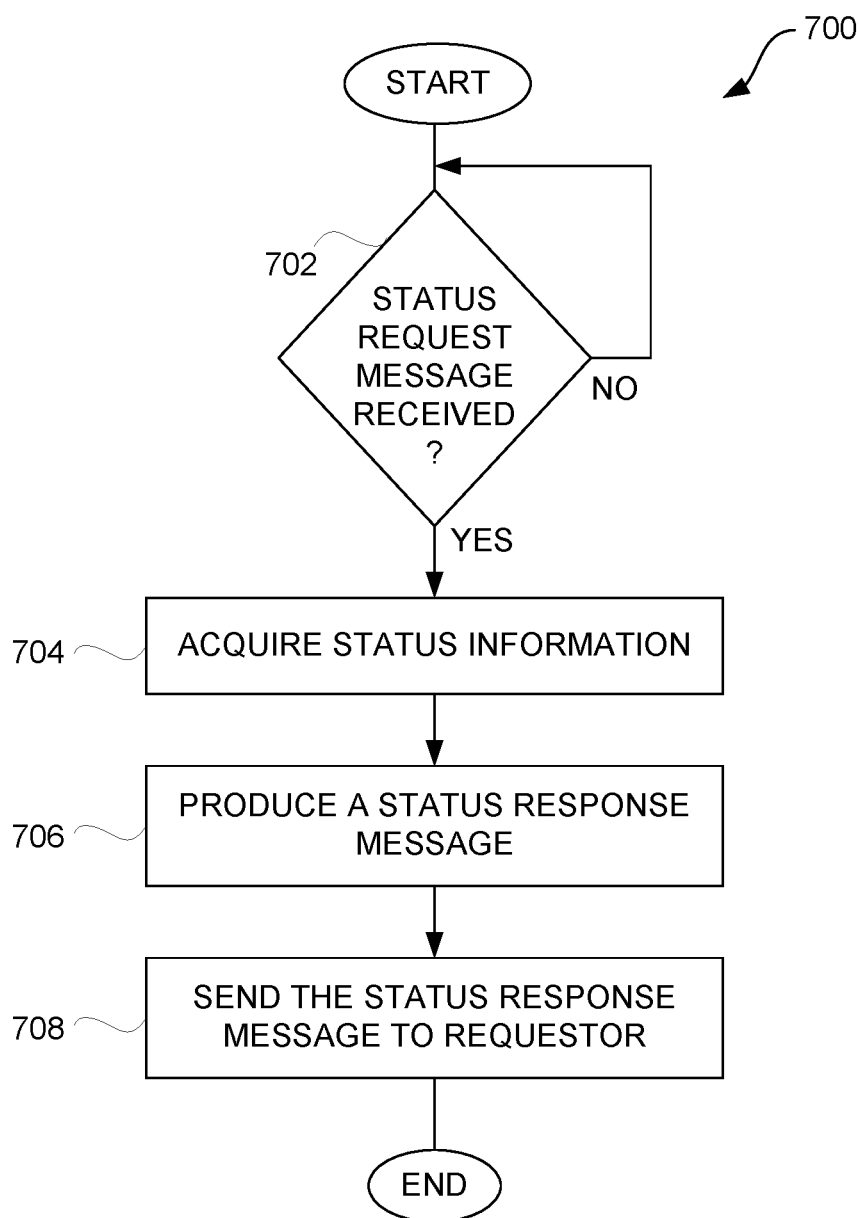 700
START
702
STATUS
REQUEST
MESSAGE
RECEIVED
?
NO
YES
704
ACQUIRE STATUS INFORMATION
706
PRODUCE A STATUS RESPONSE
MESSAGE
708
SEND THE STATUS RESPONSE
MESSAGE TO REQUESTOR
END